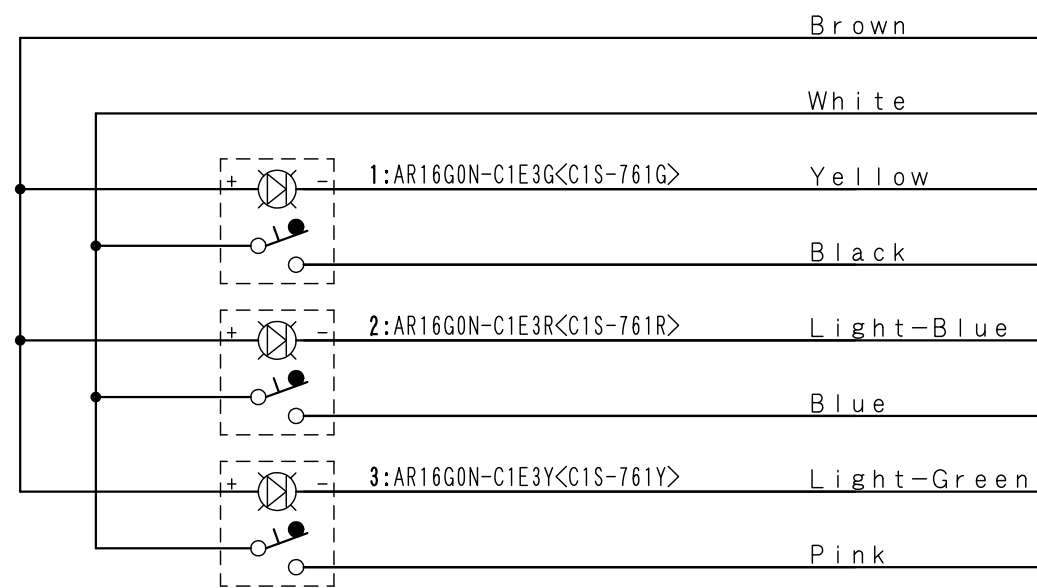 Brown
White
+ - 1:AR16G0N-C1E3G<C1S-761G> Yellow
Black
+ - 2:AR16G0N-C1E3R<C1S-761R> Light-Blue
Blue
+ - 3:AR16G0N-C1E3Y<C1S-761Y> Light-Green
Pink